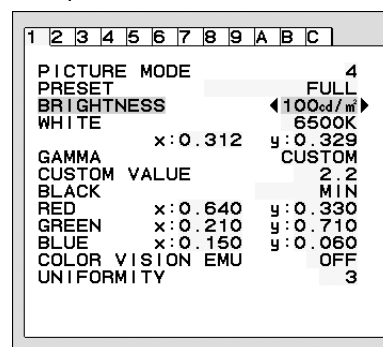 1 2 3 4 5 6 7 8 9 A B C
PICTURE MODE 4
PRESET FULL
BRIGHTNESS 100cd/㎡
WHITE 6500K
x:0.312 y:0.329
GAMMA CUSTOM
CUSTOM VALUE 2.2
BLACK MIN
RED x:0.640 y:0.330
GREEN x:0.210 y:0.710
BLUE x:0.150 y:0.060
COLOR VISION EMU OFF
UNIFORMITY 3